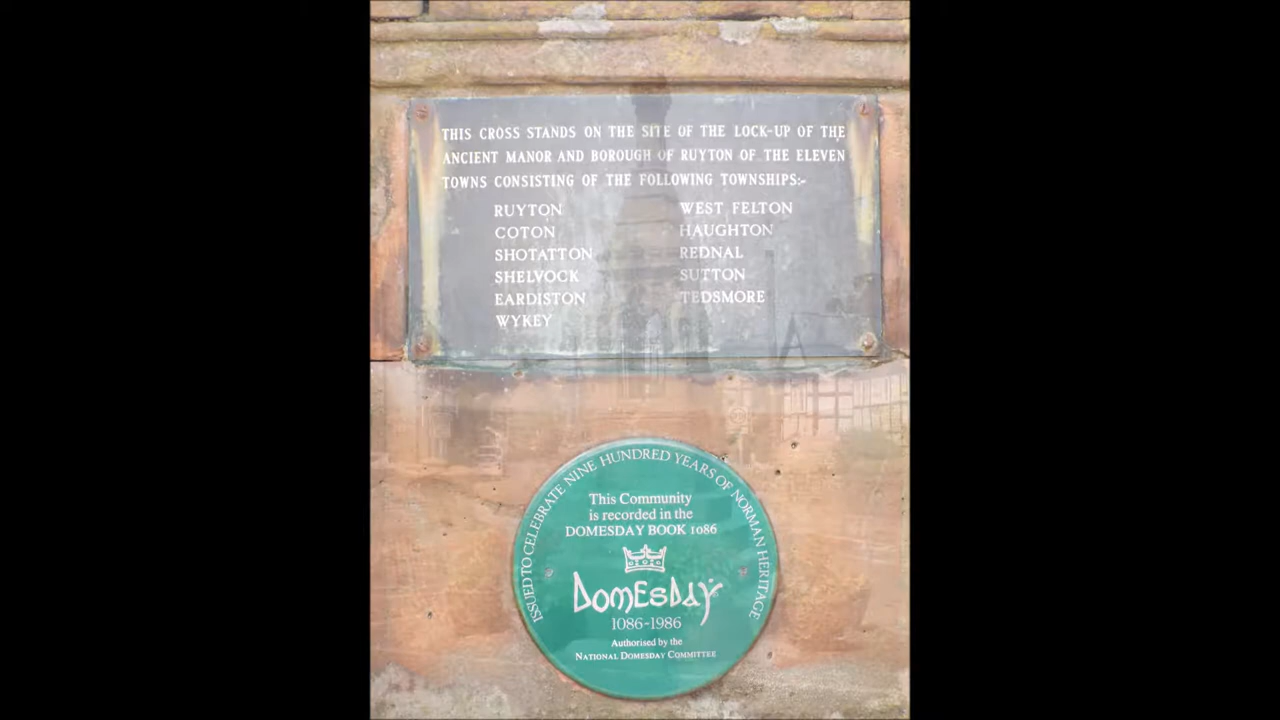 THIS CROSS STANDS ON THE SITE OF THE LOCK-UP OF THE
ANCIENT MANOR AND BOROUGH OF RUYTON OF THE ELEVEN
TOWNS CONSISTING OF THE FOLLOWING TOWNSHIPS:-
RUYTON
COTON
SHOTATTON
SHELVOCK
EARDISTON
WYKEY
WEST FELTON
HAUGHTON
REDNAL
SUTTON
TEDSMORE
ISSUED TO CELEBRATE NINE HUNDRED YEARS OF NORMAN HERITAGE
This Community
is recorded in the
DOMESDAY BOOK 1086
DOMESDAY
1086-1986
Authorised by the
NATIONAL DOMESDAY COMMITTEE